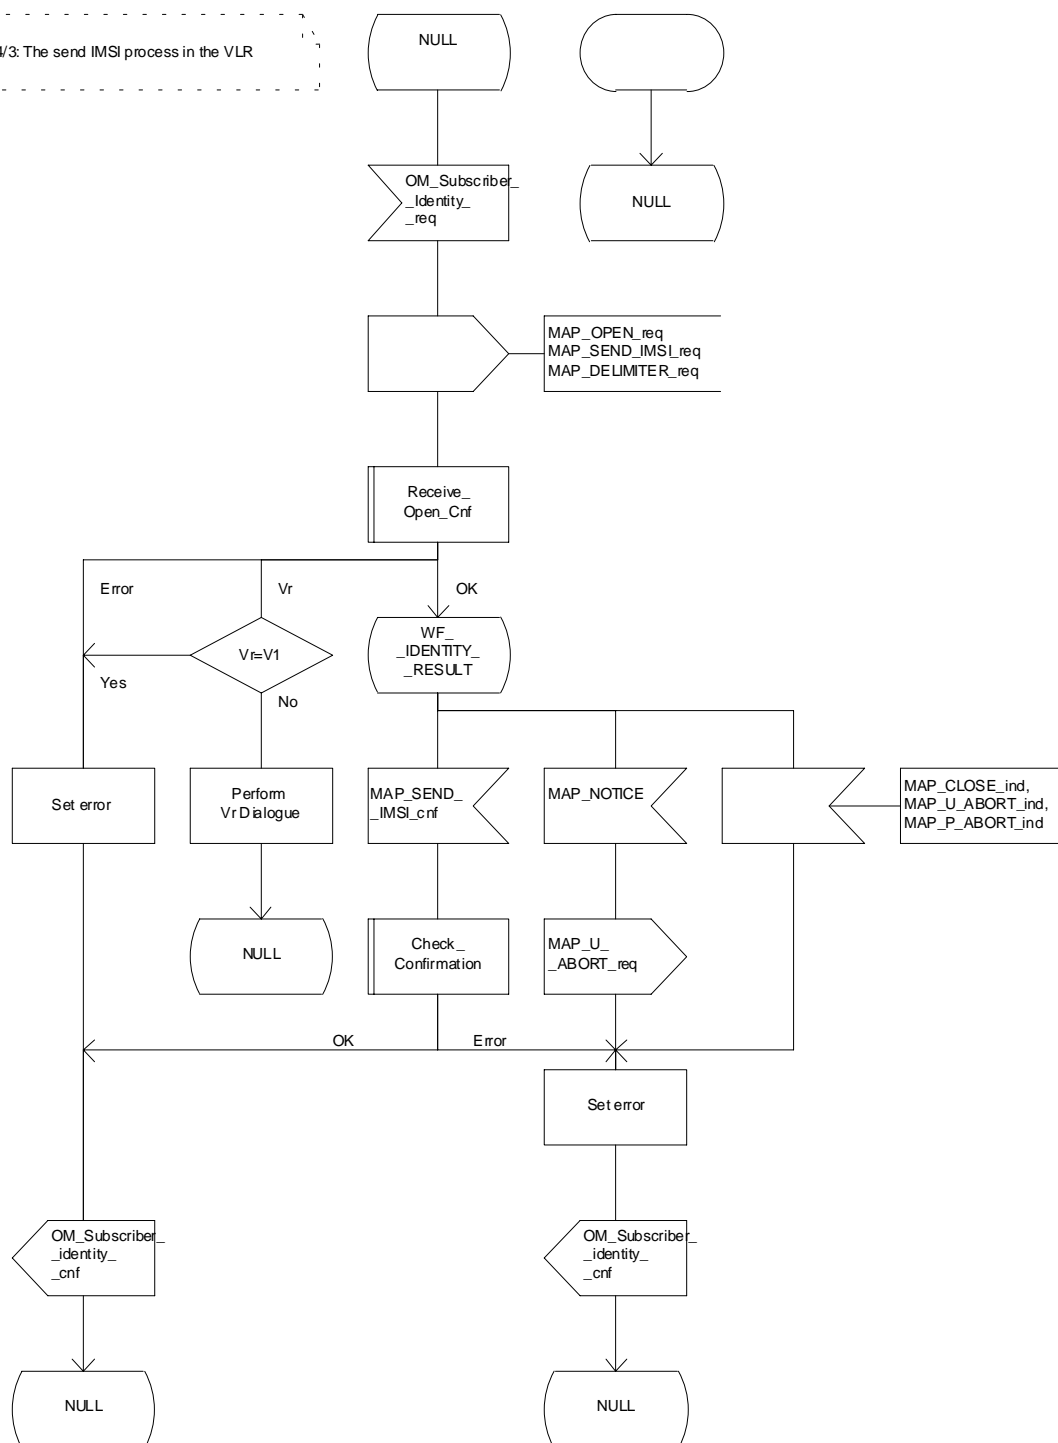 4/3: The send IMSI process in the VLR
NULL
OM_Subscriber_
_Identity_
_req
NULL
MAP_OPEN_req
MAP_SEND_IMSI_req
MAP_DELIMITER_req
Receive_
Open_Cnf
Error
Vr
OK
Vr=V1
WF_
_IDENTITY_
_RESULT
Yes
No
Set error
Perform
Vr Dialogue
MAP_SEND_
_IMSI_cnf
MAP_NOTICE
MAP_CLOSE_ind,
MAP_U_ABORT_ind,
MAP_P_ABORT_ind
NULL
Check_
Confirmation
MAP_U_
_ABORT_req
OK
Error
Set error
OM_Subscriber_
_identity_
_cnf
OM_Subscriber_
_identity_
_cnf
NULL
NULL